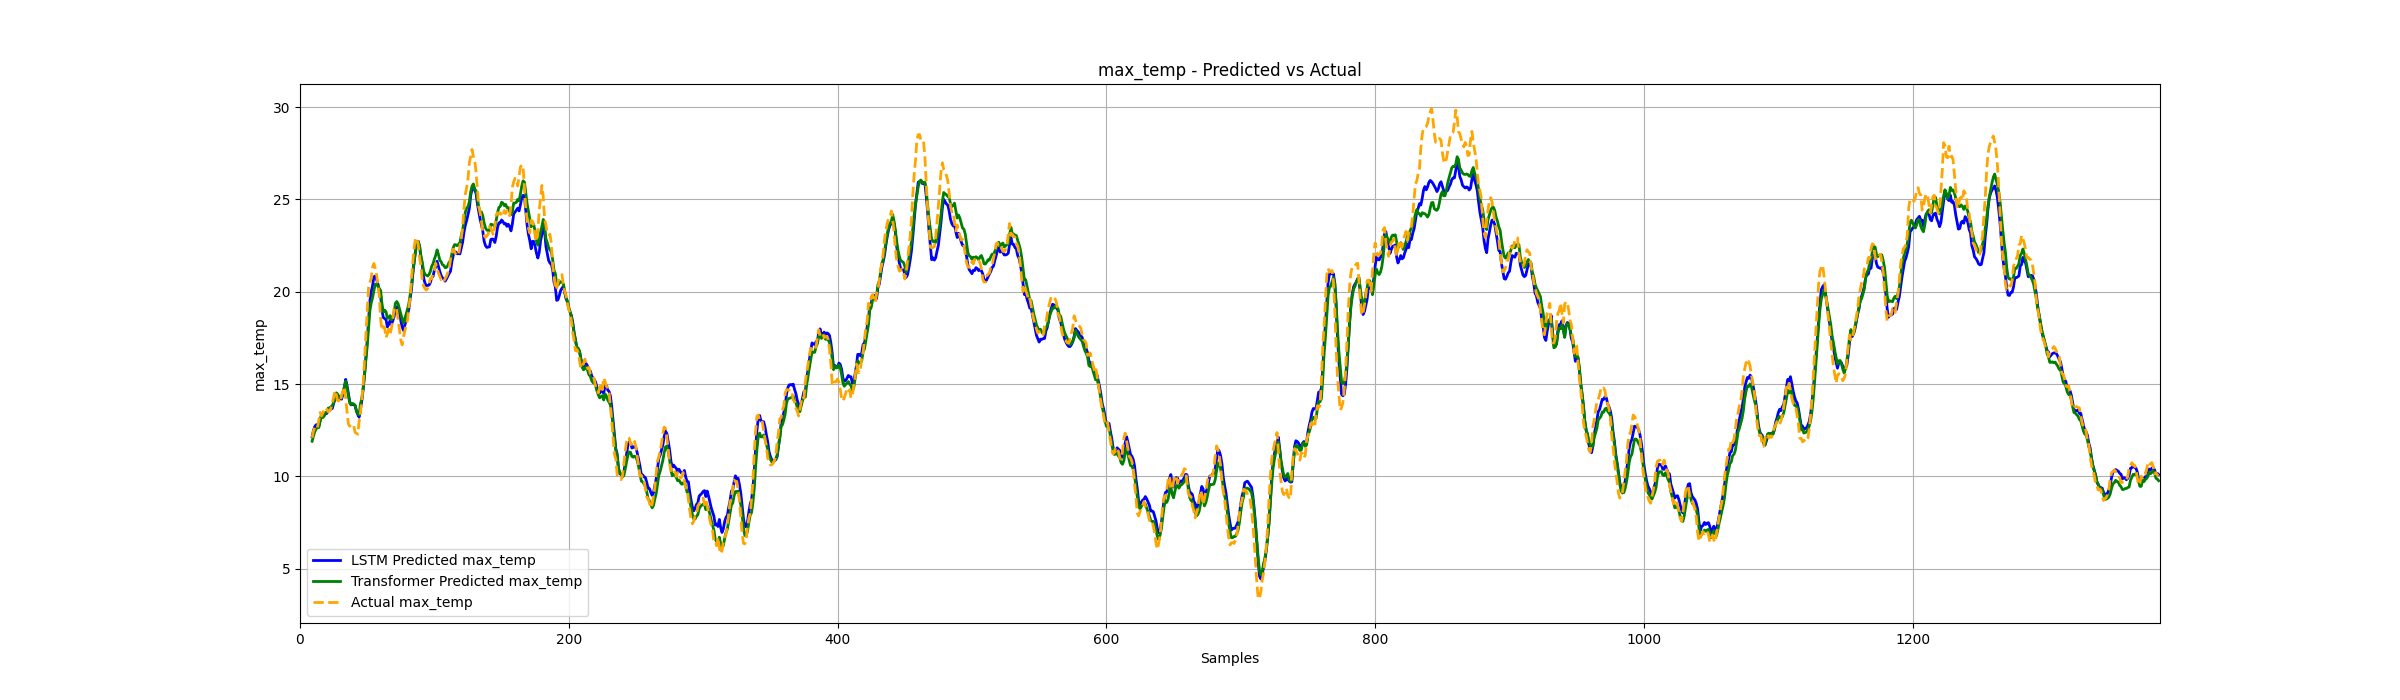 max_temp - Predicted vs Actual
30
25
20
15
10
5
max_temp
LSTM Predicted max_temp
Transformer Predicted max_temp
Actual max_temp
0 200 400 600 800 1000 1200
Samples